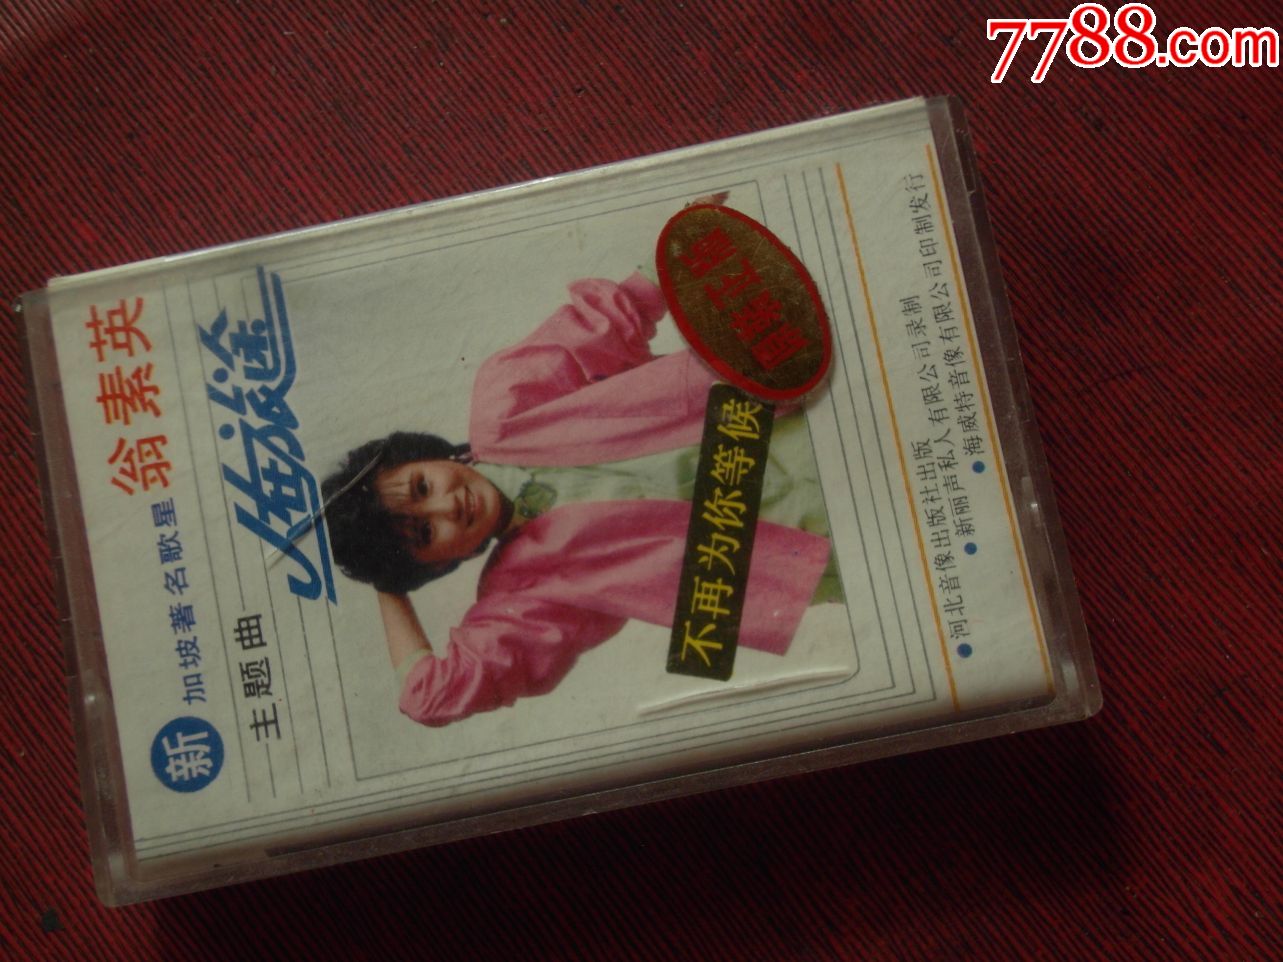 7788.com
新加坡著名歌星 翁素英
主题曲
人在旅途
不再为你等候
原装正版
●河北音像出版社出版
●新丽声私人有限公司录制
●海威特音像有限公司印制发行